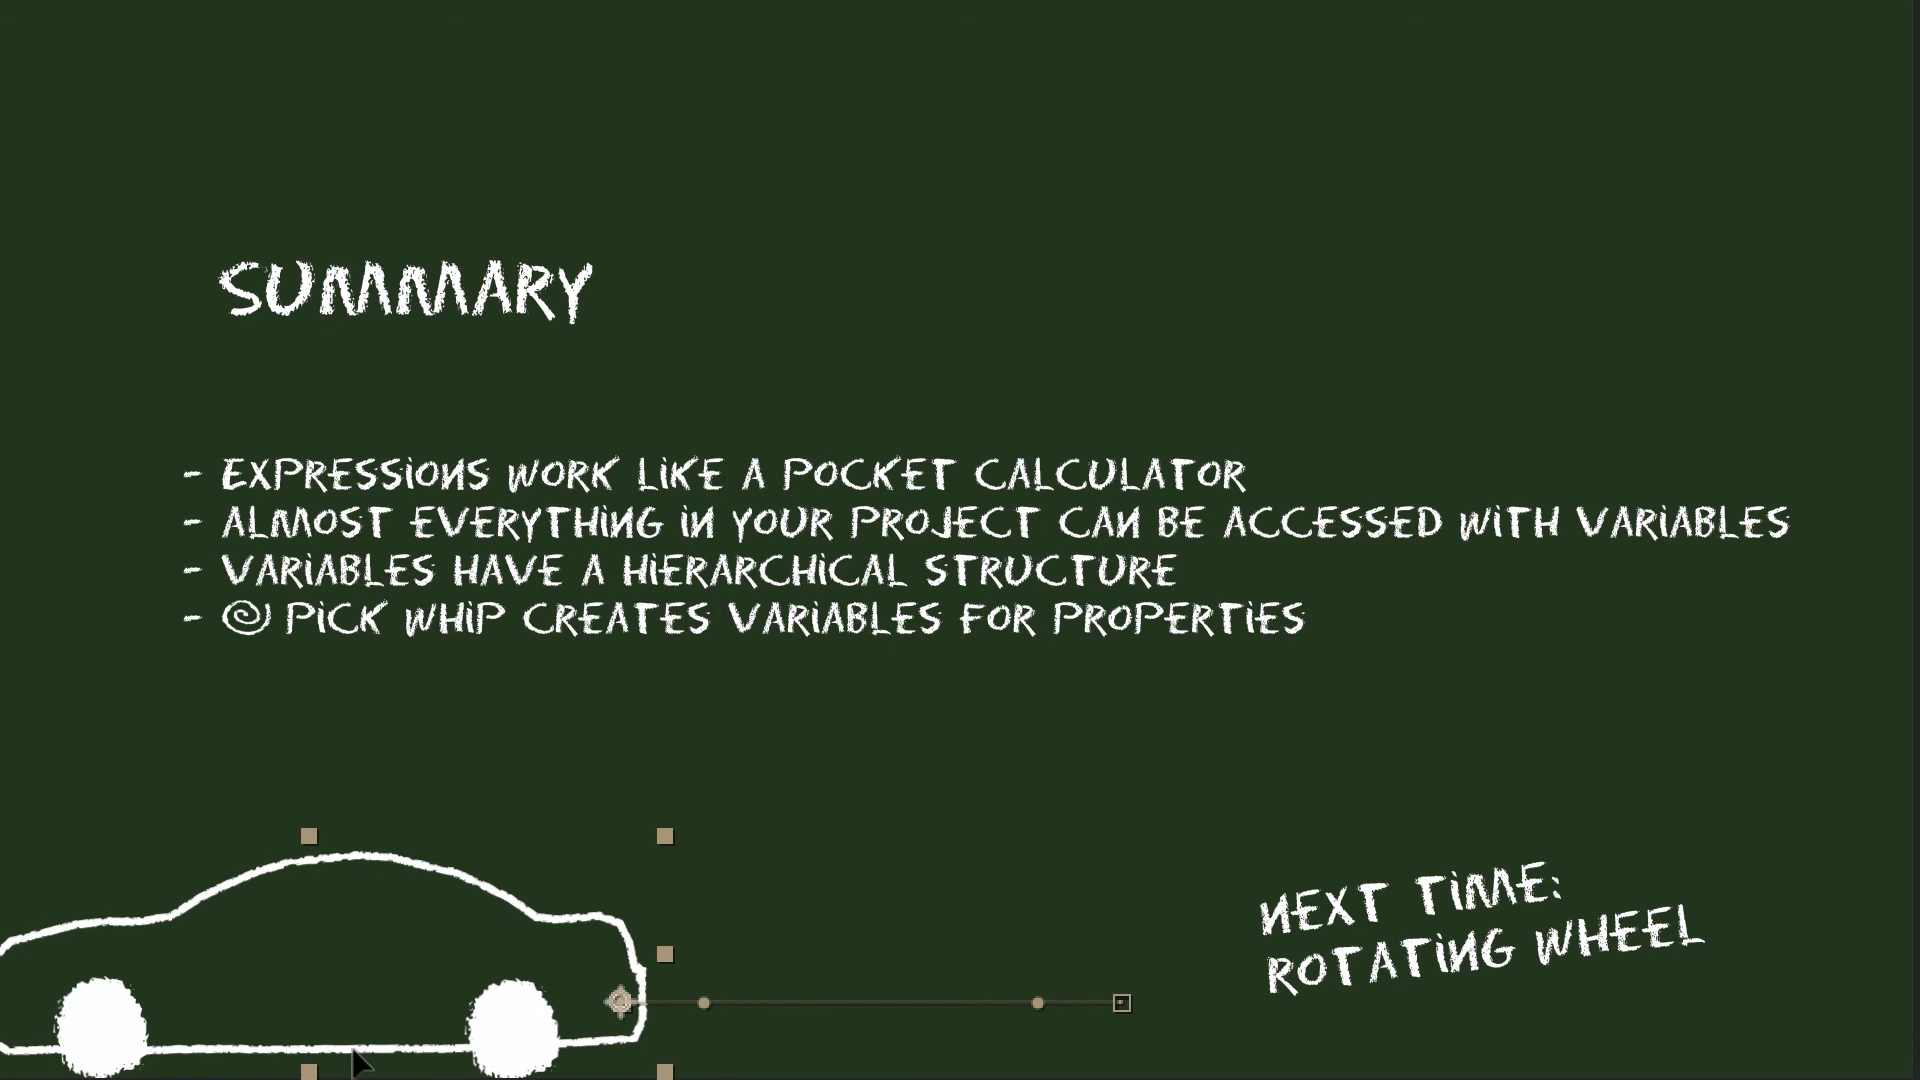 SUMMARY
- EXPRESSIONS WORK LIKE A POCKET CALCULATOR
- ALMOST EVERYTHING IN YOUR PROJECT CAN BE ACCESSED WITH VARIABLES
- VARIABLES HAVE A HIERARCHICAL STRUCTURE
- PICK WHIP CREATES VARIABLES FOR PROPERTIES
NEXT TIME:
ROTATING WHEEL